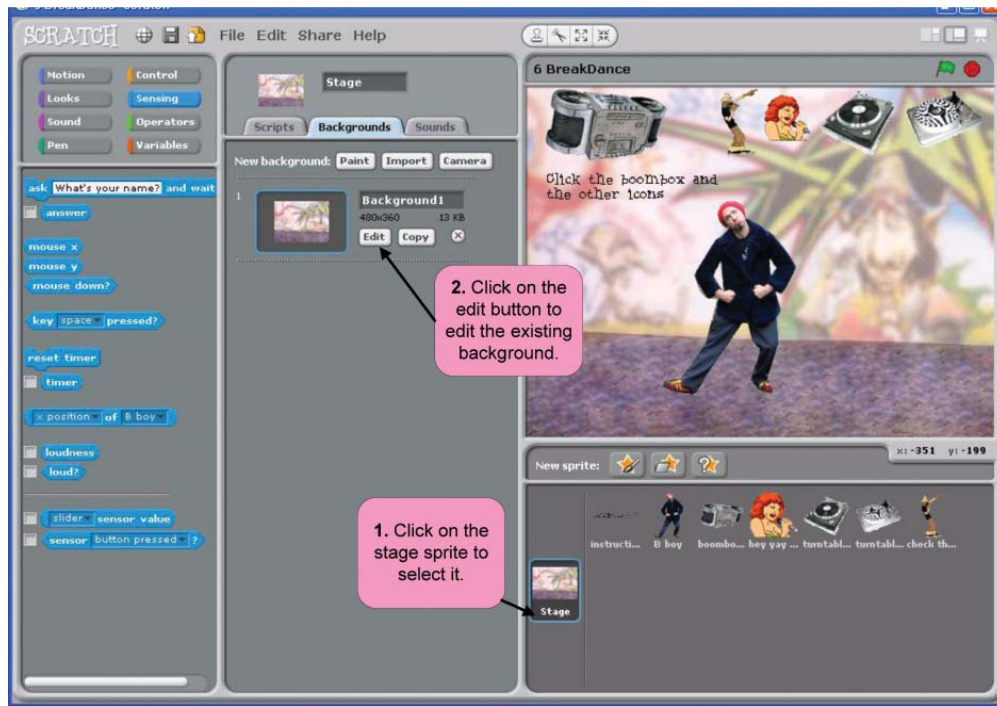 SCRATCH File Edit Share Help
Motion Control
Looks Sensing
Sound Operators
Pen Variables
ask What's your name? and wait
answer
mouse x
mouse y
mouse down?
key space pressed?
reset timer
timer
x position of B boy
loudness
loud?
slider sensor value
sensor button pressed ?
Stage
Scripts Backgrounds Sounds
New background: Paint Import Camera
1
Background1
480x360 13 KB
Edit Copy
2. Click on the
edit button to
edit the existing
background.
1. Click on the
stage sprite to
select it.
6 BreakDance
Click the boombox and
the other icons
x: -351 y: -199
New sprite:
instructi... B boy boombo... hey yay ... turntabl... turntabl... check th...
Stage